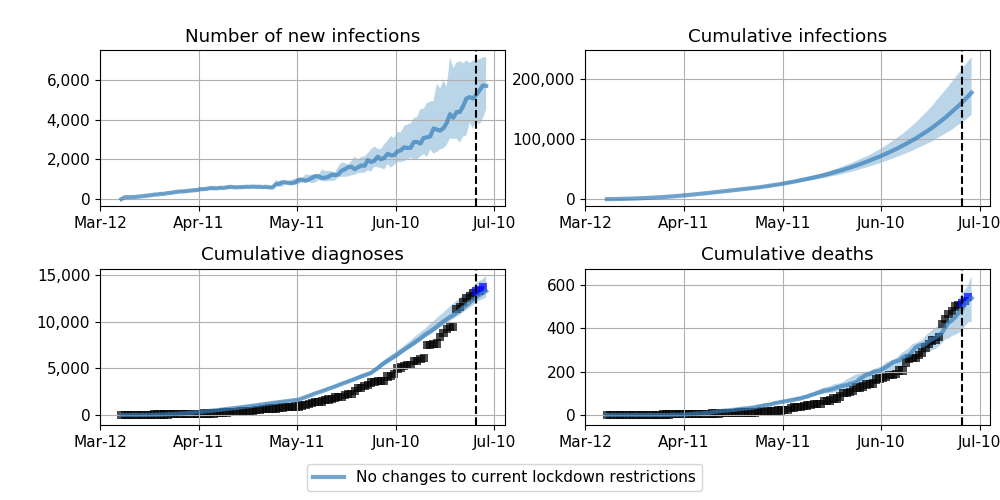 Number of new infections
6,000
4,000
2,000
0
Mar-12 Apr-11 May-11 Jun-10 Jul-10
Cumulative infections
200,000
100,000
0
Mar-12 Apr-11 May-11 Jun-10 Jul-10
Cumulative diagnoses
15,000
10,000
5,000
0
Mar-12 Apr-11 May-11 Jun-10 Jul-10
Cumulative deaths
600
400
200
0
Mar-12 Apr-11 May-11 Jun-10 Jul-10
No changes to current lockdown restrictions